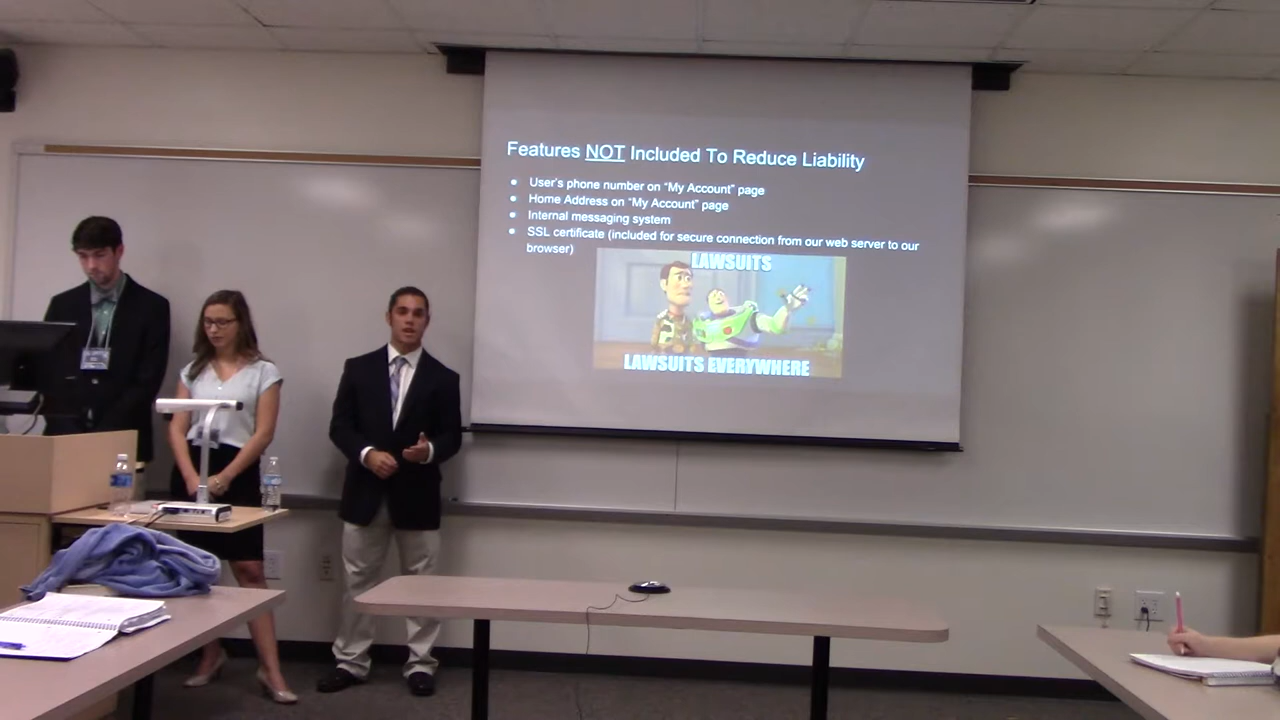 Features NOT Included To Reduce Liability
● User's phone number on "My Account" page
● Home Address on "My Account" page
● Internal messaging system
● SSL certificate (included for secure connection from our web server to our
browser)
LAWSUITS
LAWSUITS EVERYWHERE